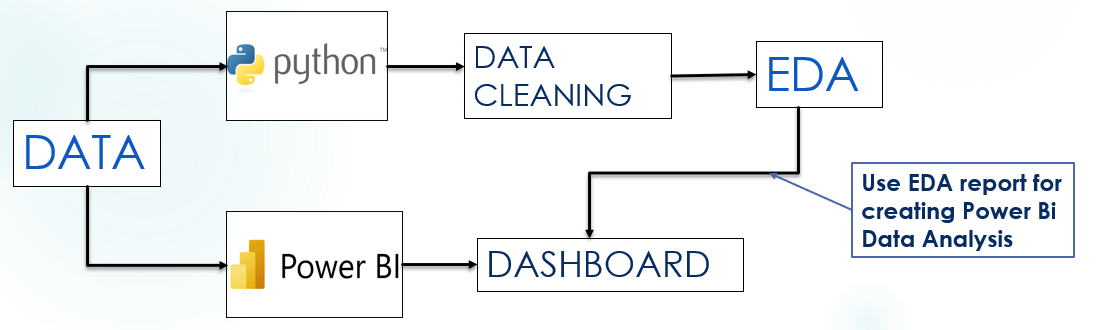 DATA
python™
DATA
CLEANING
EDA
Use EDA report for
creating Power Bi
Data Analysis
Power BI
DASHBOARD